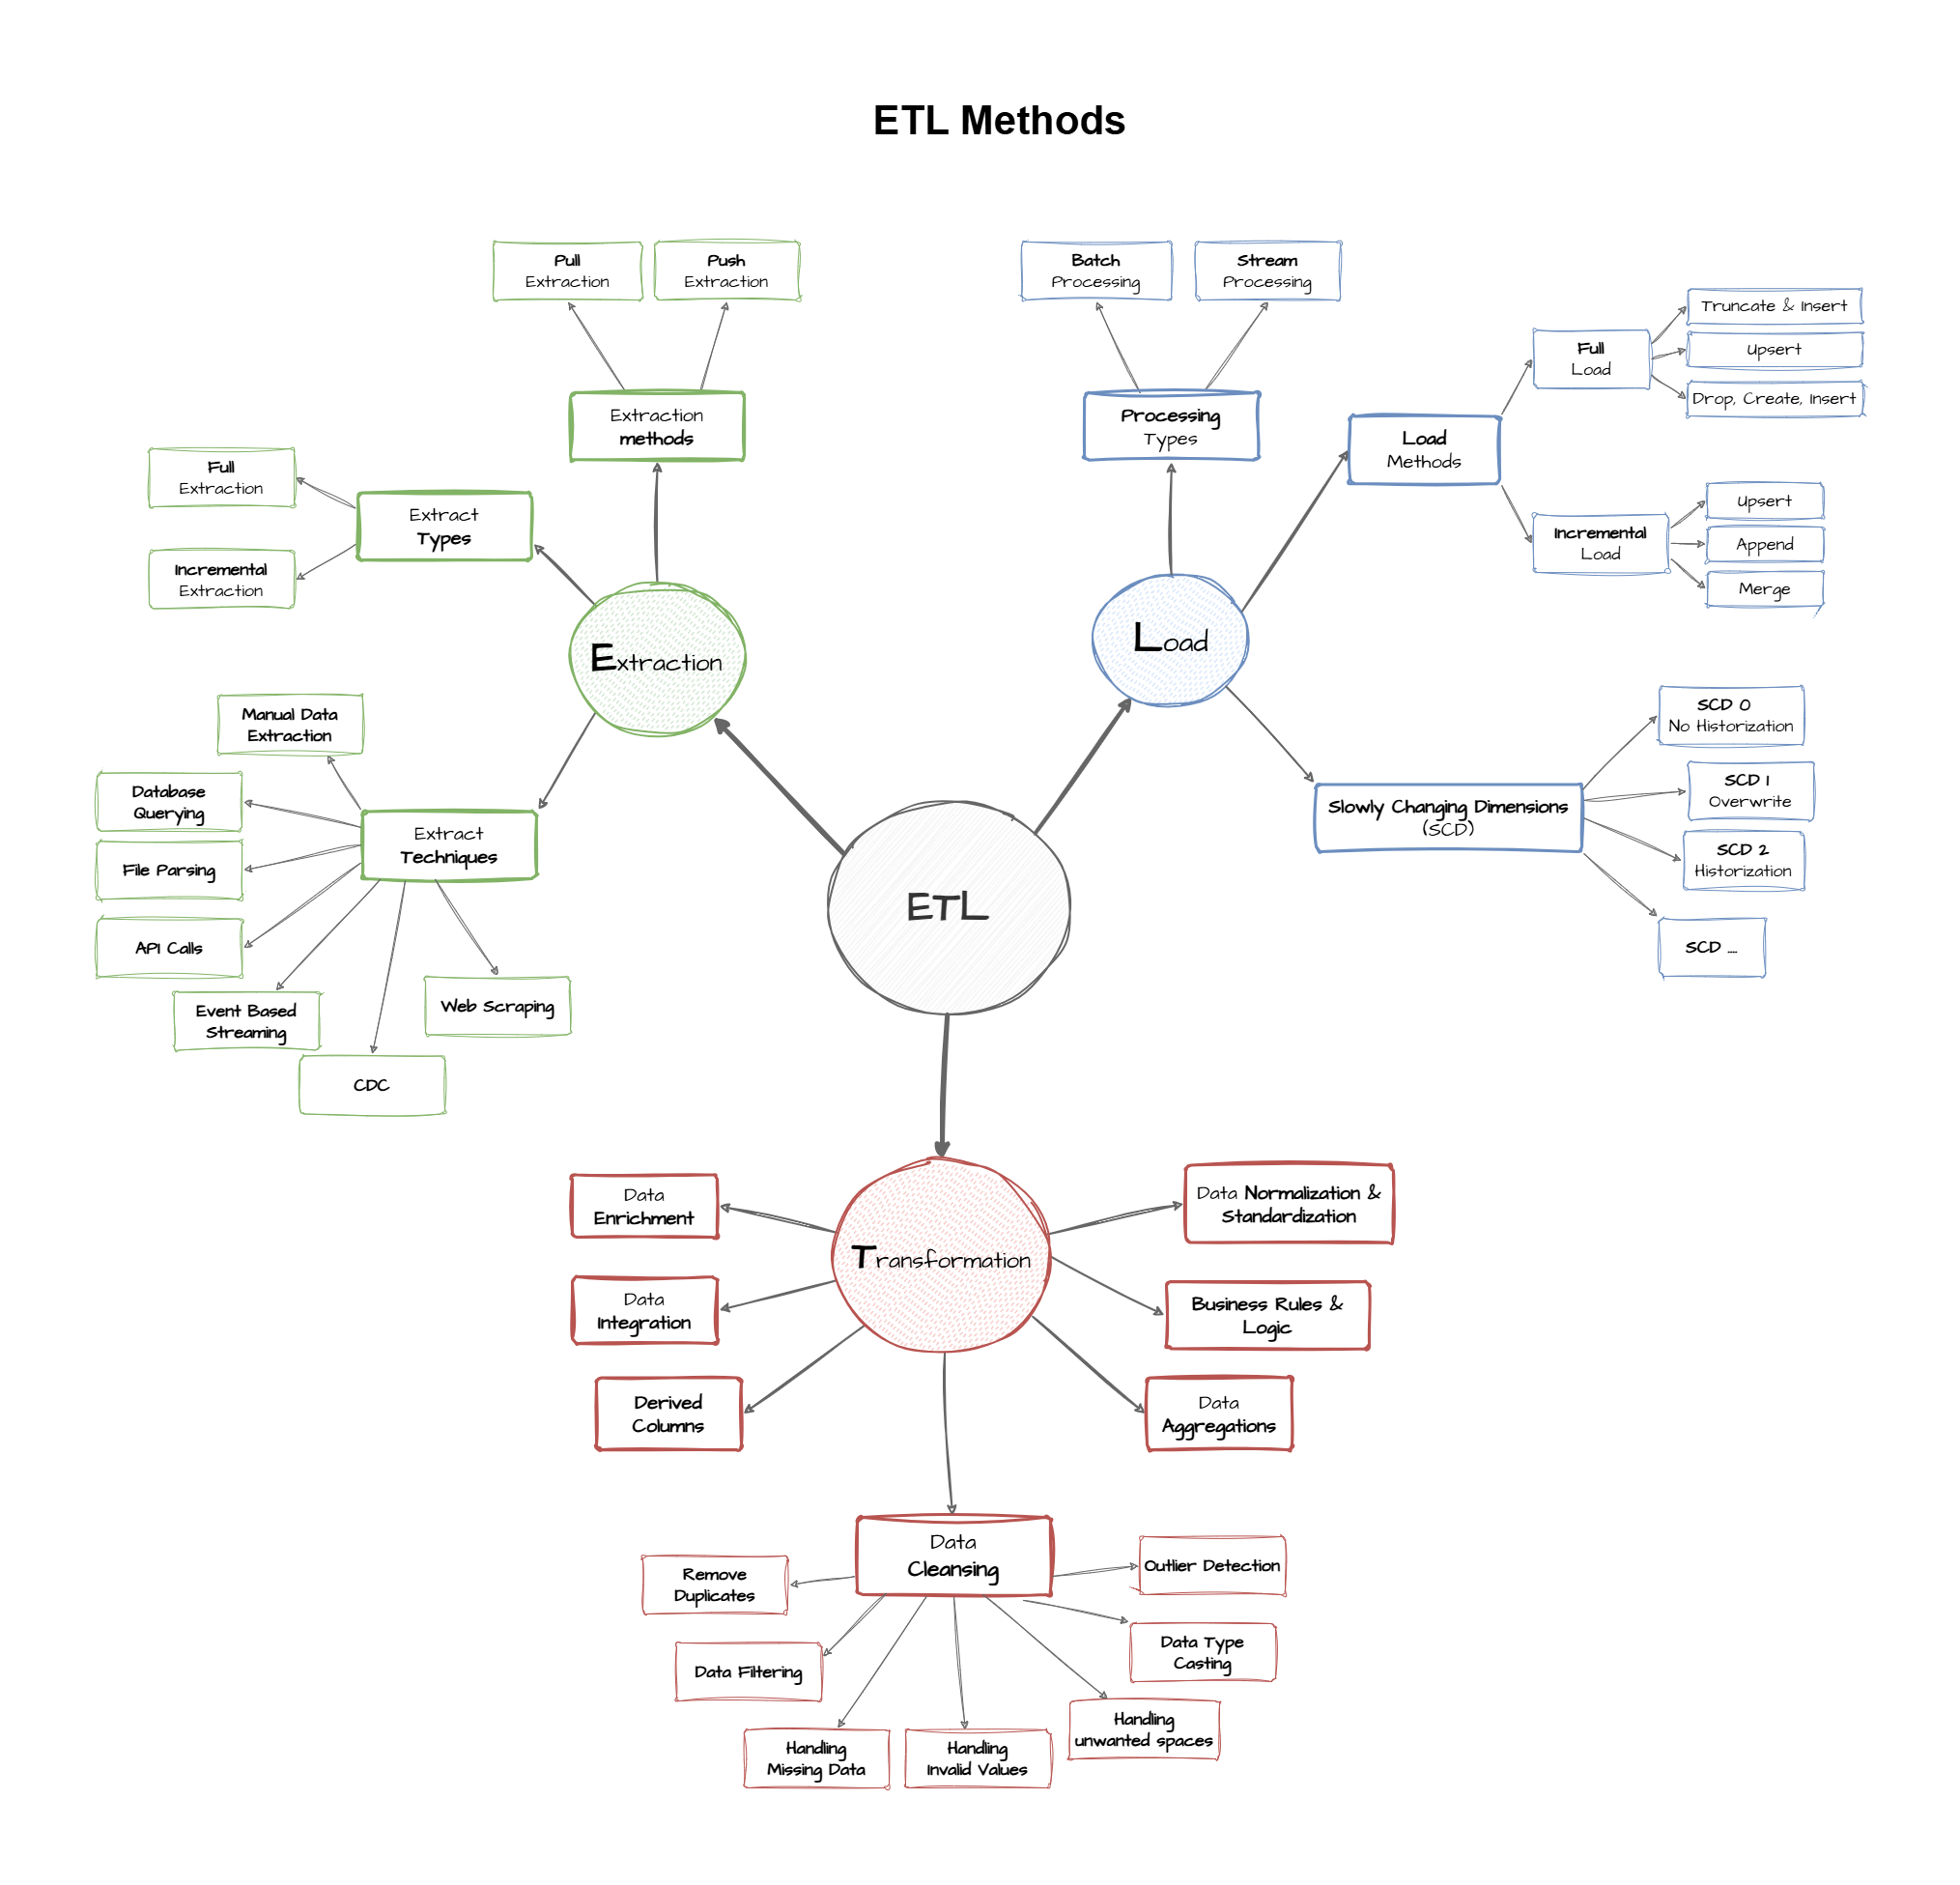 ETL Methods
Pull
Extraction
Push
Extraction
Extraction
methods
Full
Extraction
Incremental
Extraction
Extract
Types
Extraction
Manual Data
Extraction
Database
Querying
File Parsing
API Calls
Event Based
Streaming
CDC
Web Scraping
Extract
Techniques
Batch
Processing
Stream
Processing
Processing
Types
Load
Load
Methods
Full
Load
Truncate & Insert
Upsert
Drop, Create, Insert
Incremental
Load
Upsert
Append
Merge
Slowly Changing Dimensions
(SCD)
SCD 0
No Historization
SCD 1
Overwrite
SCD 2
Historization
SCD ....
ETL
Transformation
Data
Enrichment
Data
Integration
Derived
Columns
Data Normalization &
Standardization
Business Rules &
Logic
Data
Aggregations
Data
Cleansing
Remove
Duplicates
Data Filtering
Handling
Missing Data
Handling
Invalid Values
Handling
unwanted spaces
Data Type
Casting
Outlier Detection